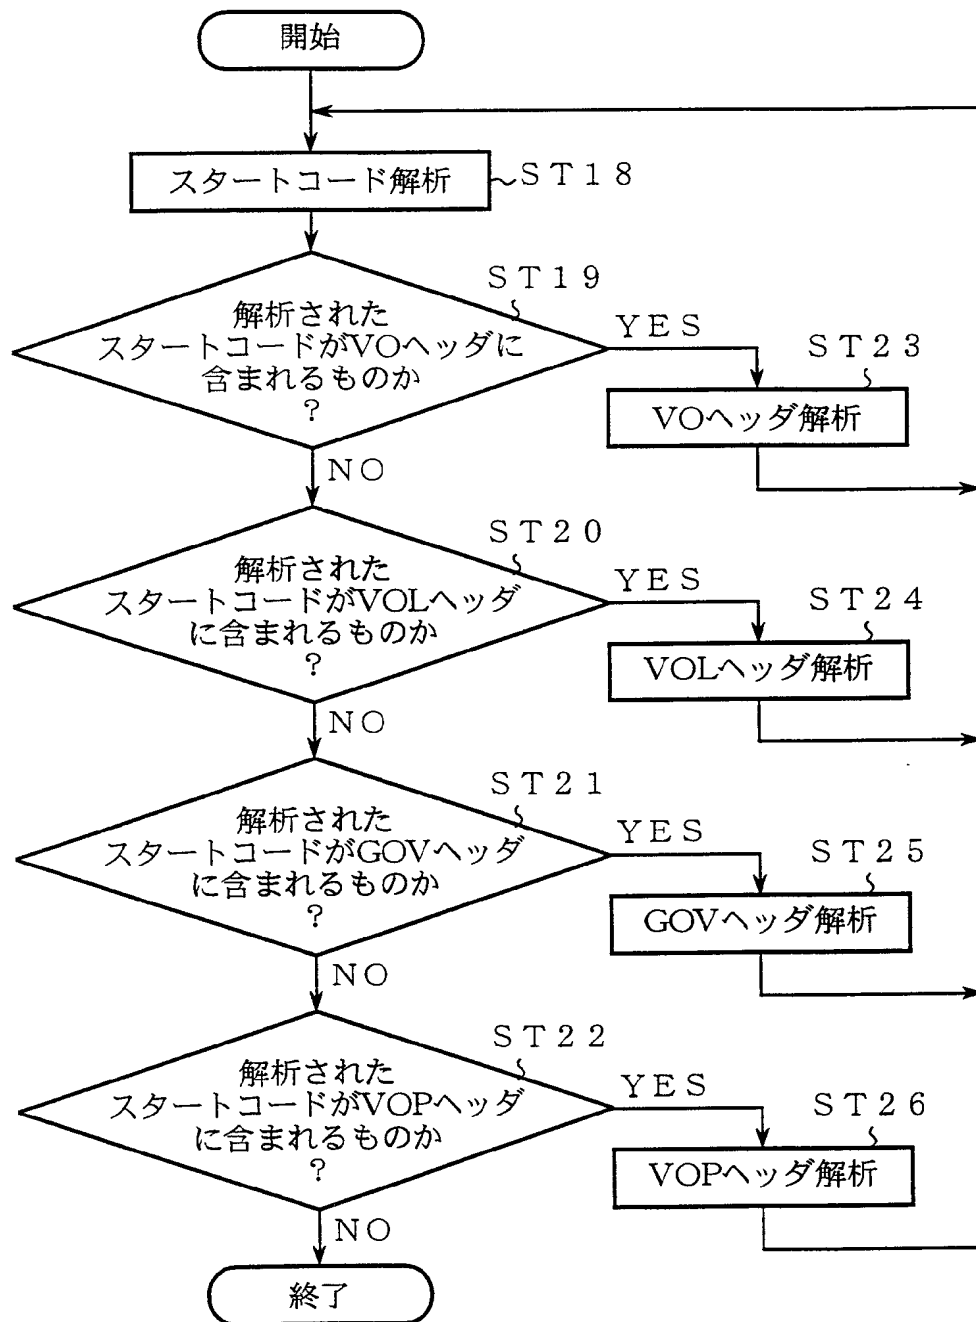 開始
スタートコード解析
ＳＴ１８
ＳＴ１９
解析された
スタートコードがVOヘッダに
含まれるものか
？
ＹＥＳ
ＳＴ２３
VOヘッダ解析
ＮＯ
ＳＴ２０
解析された
スタートコードがVOLヘッダ
に含まれるものか
？
ＹＥＳ
ＳＴ２４
VOLヘッダ解析
ＮＯ
ＳＴ２１
解析された
スタートコードがGOVヘッダ
に含まれるものか
？
ＹＥＳ
ＳＴ２５
GOVヘッダ解析
ＮＯ
ＳＴ２２
解析された
スタートコードがVOPヘッダ
に含まれるものか
？
ＹＥＳ
ＳＴ２６
VOPヘッダ解析
ＮＯ
終了